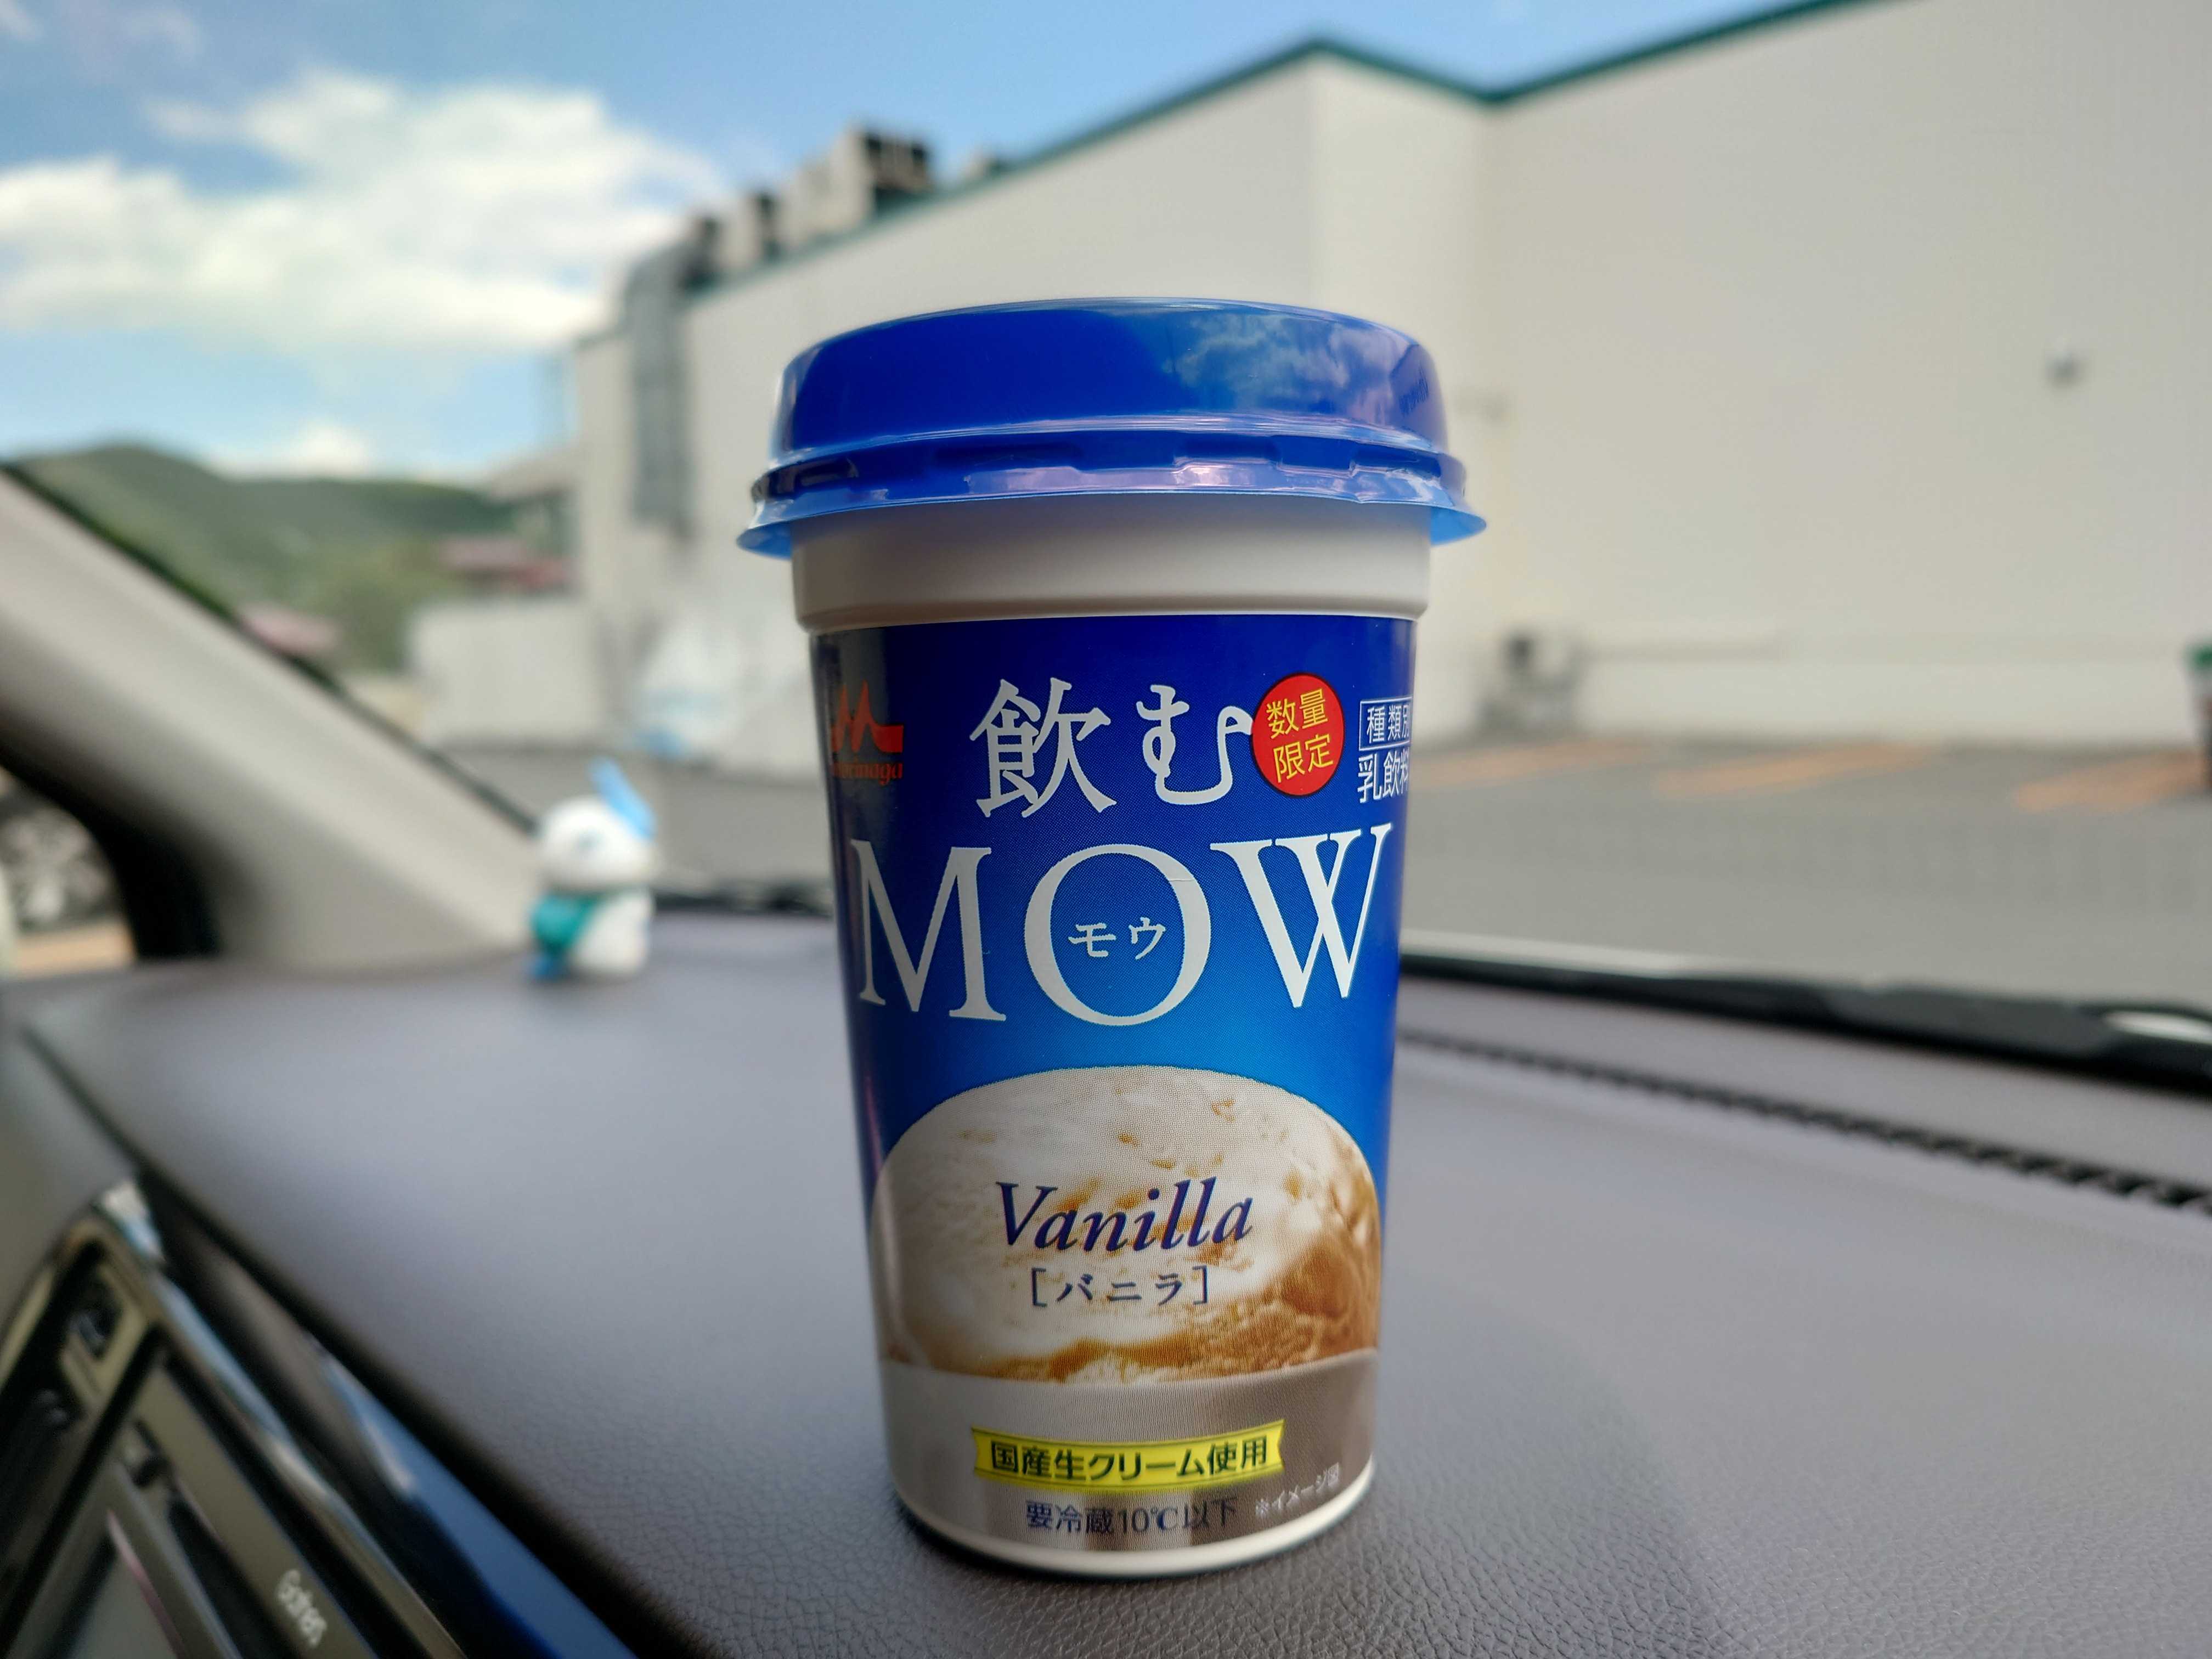 morinaga
飲む
数量
限定
種類別
乳飲料
MOW
モウ
Vanilla
[バニラ]
国産生クリーム使用
要冷蔵10℃以下
※イメージ図